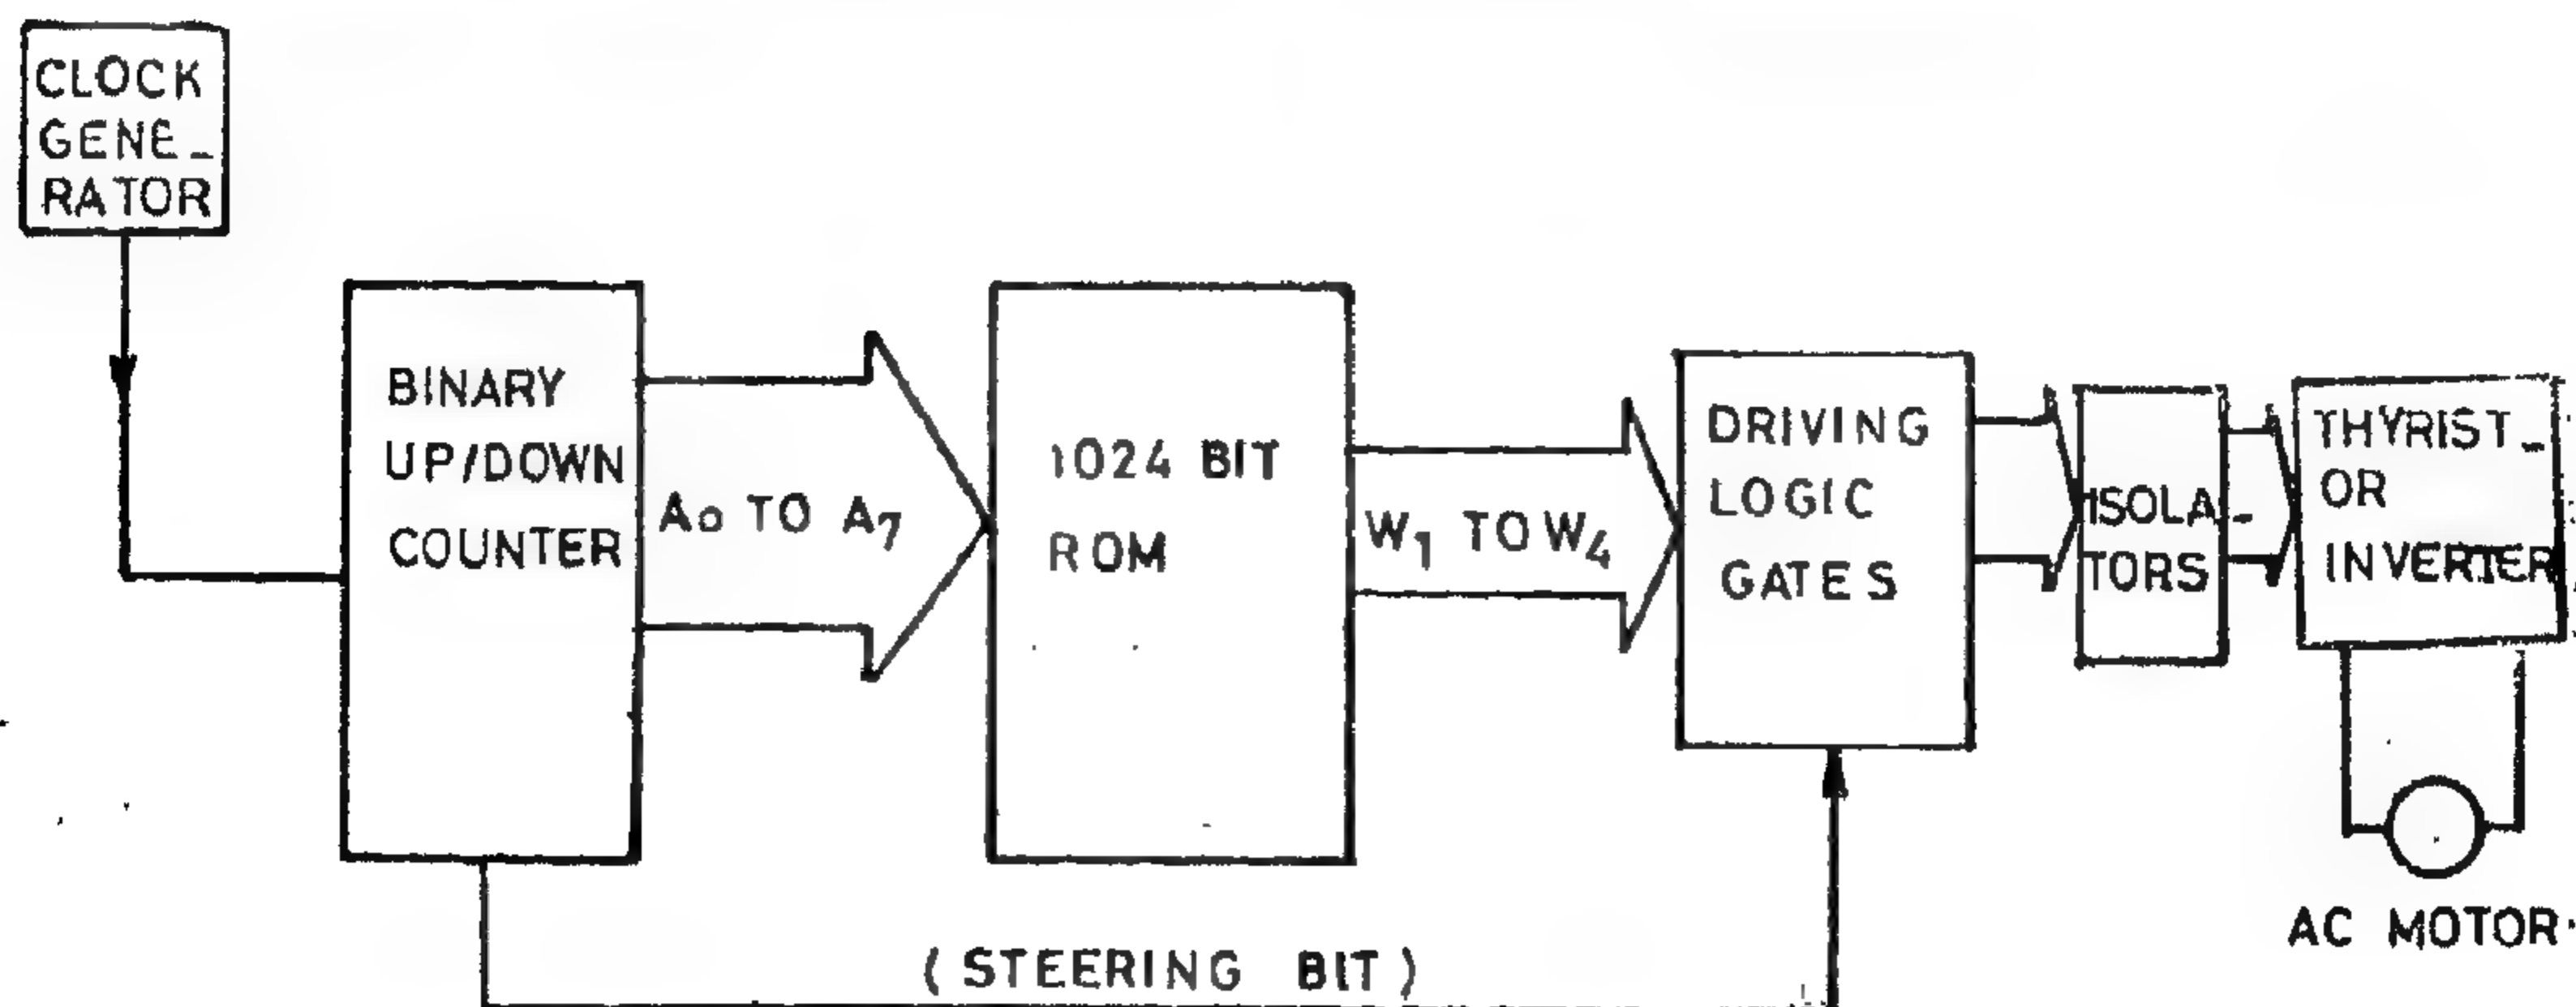 CLOCK
GENE_
RATOR
BINARY
UP/DOWN
COUNTER
A₀ TO A₇
1024 BIT
ROM
W₁ TO W₄
DRIVING
LOGIC
GATES
ISOLA_
TORS
THYRIST_
OR
INVERTER
AC MOTOR.
(STEERING BIT)